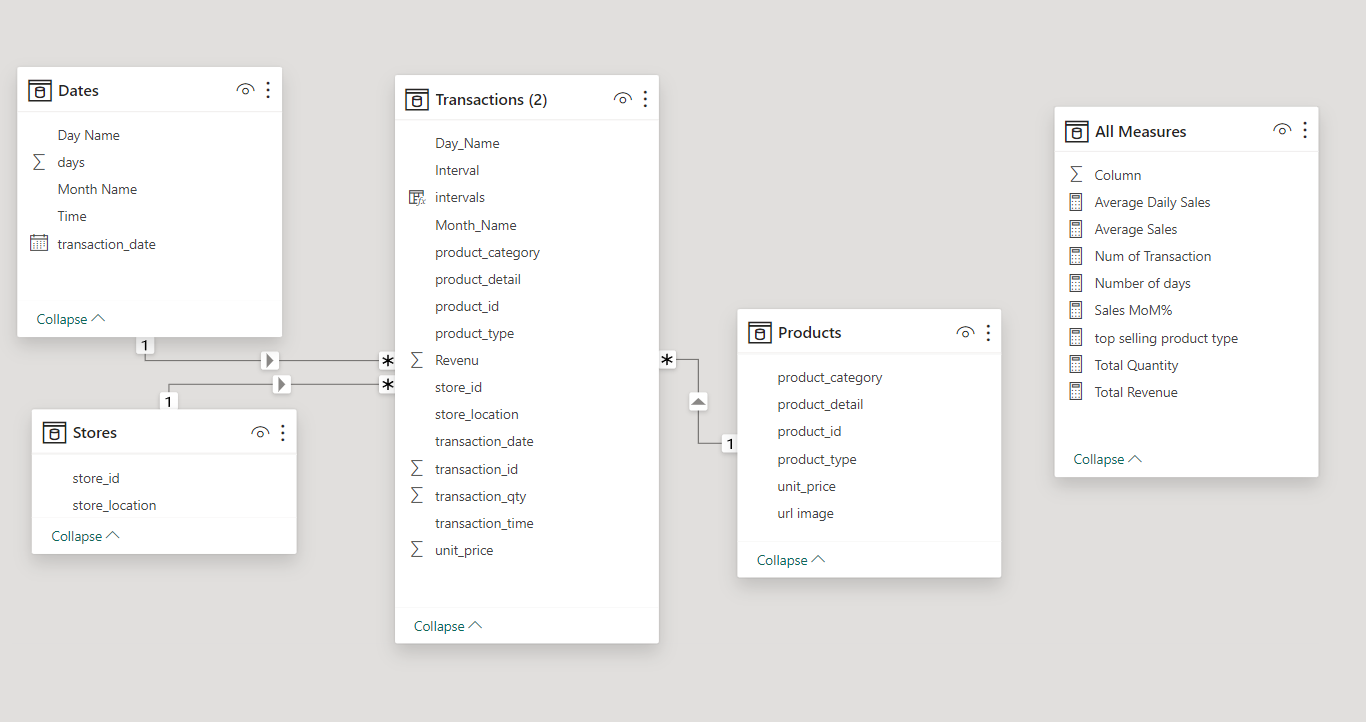 Dates
Day Name
days
Month Name
Time
transaction_date
Collapse
1
*
*
1
Stores
store_id
store_location
Collapse
Transactions (2)
Day_Name
Interval
intervals
Month_Name
product_category
product_detail
product_id
product_type
Revenu
store_id
store_location
transaction_date
transaction_id
transaction_qty
transaction_time
unit_price
Collapse
*
1
Products
product_category
product_detail
product_id
product_type
unit_price
url image
Collapse
All Measures
Column
Average Daily Sales
Average Sales
Num of Transaction
Number of days
Sales MoM%
top selling product type
Total Quantity
Total Revenue
Collapse